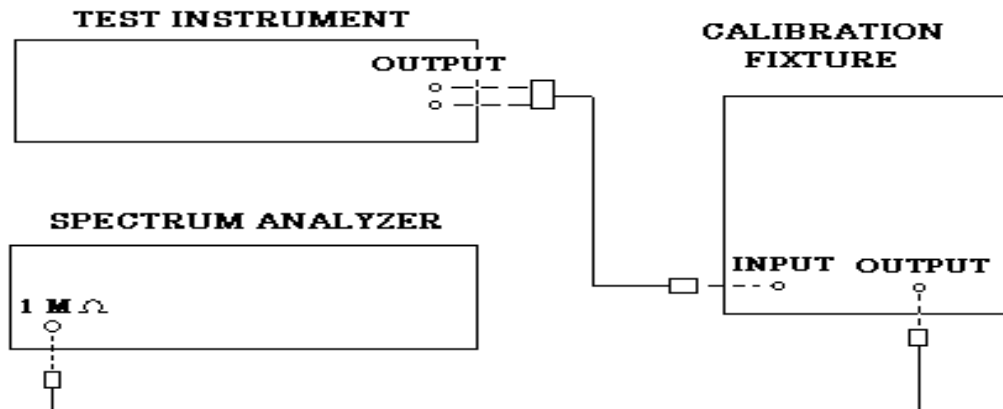 TEST INSTRUMENT
OUTPUT
CALIBRATION
FIXTURE
SPECTRUM ANALYZER
1 M Ω
INPUT
OUTPUT